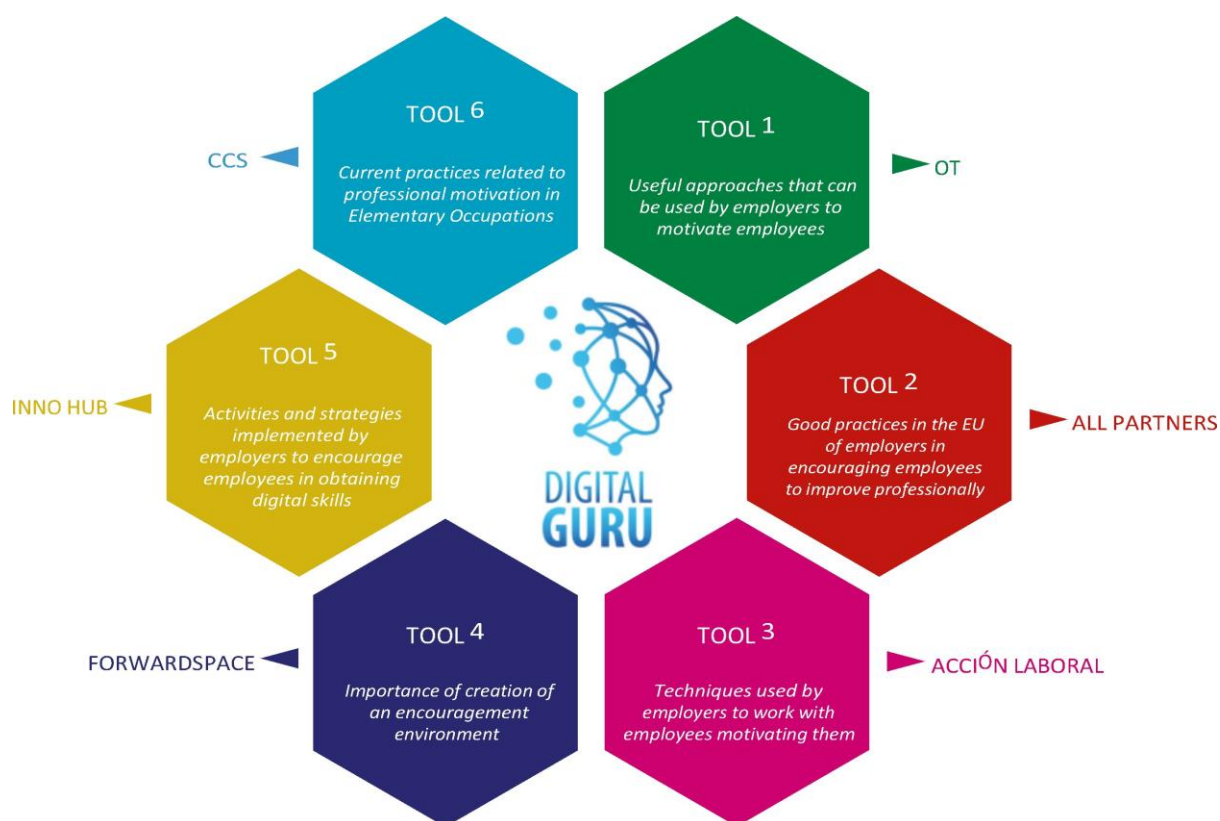 TOOL 6
Current practices related to
professional motivation in
Elementary Occupations
CCS
TOOL 1
Useful approaches that can
be used by employers to
motivate employees
OT
TOOL 5
Activities and strategies
implemented by
employers to encourage
employees in obtaining
digital skills
INNO HUB
DIGITAL
GURU
TOOL 2
Good practices in the EU
of employers in
encouraging employees
to improve professionally
ALL PARTNERS
TOOL 4
Importance of creation of
an encouragement
environment
FORWARDSPACE
TOOL 3
Techniques used by
employers to work with
employees motivating them
ACCIÓN LABORAL